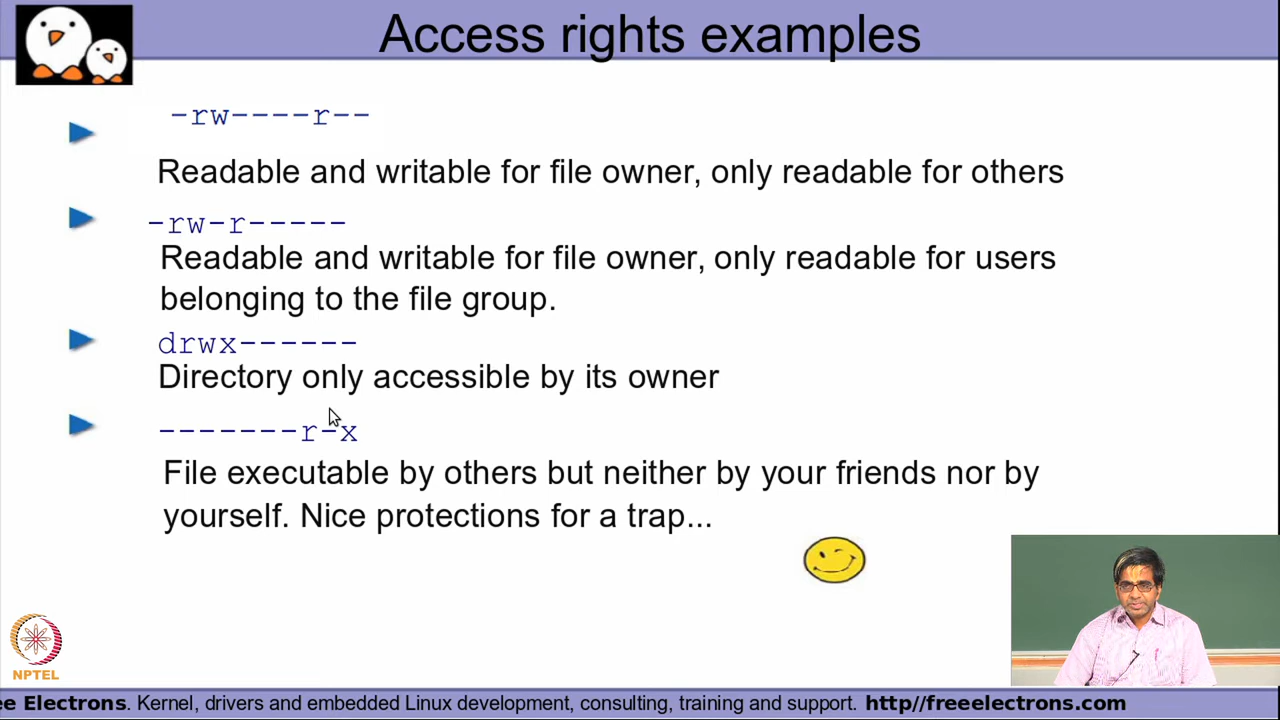 Access rights examples
-rw----r--
Readable and writable for file owner, only readable for others
-rw-r-----
Readable and writable for file owner, only readable for users
belonging to the file group.
drwx------
Directory only accessible by its owner
-------r-x
File executable by others but neither by your friends nor by
yourself. Nice protections for a trap...
NPTEL
ee Electrons. Kernel, drivers and embedded Linux development, consulting, training and support. http//freeelectrons.com